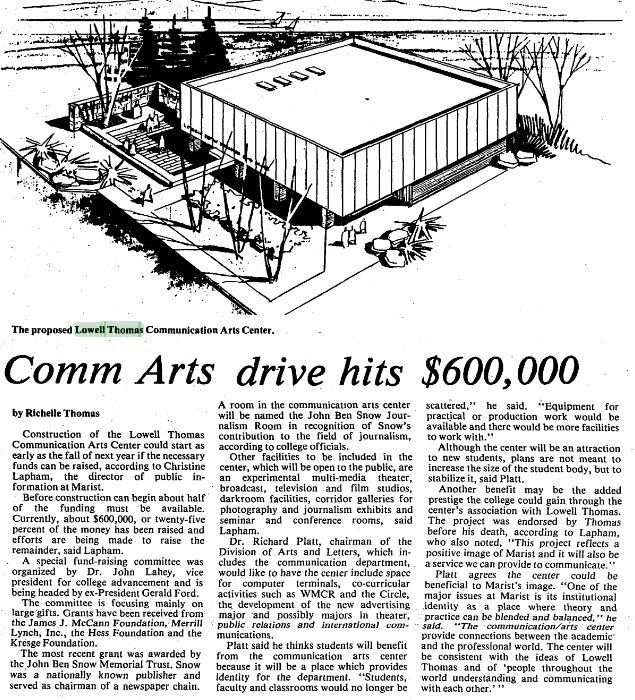 The proposed Lowell Thomas Communication Arts Center.
Comm Arts drive hits $600,000
by Richelle Thomas
Construction of the Lowell Thomas
Communication Arts Center could start as
early as the fall of next year if the necessary
funds can be raised, according to Christine
Lapham, the director of public in-
formation at Marist.
Before construction can begin about half
of the funding must be available.
Currently, about $600,000, or twenty-five
percent of the money has been raised and
efforts are being made to raise the
remainder, said Lapham.
A special fund-raising committee was
organized by Dr. John Lahey, vice
president for college advancement and is
being headed by ex-President Gerald Ford.
The committee is focusing mainly on
large gifts. Grants have been received from
the James J. McCann Foundation, Merrill
Lynch, Inc., the Hess Foundation and the
Kresge Foundation.
The most recent grant was awarded by
the John Ben Snow Memorial Trust. Snow
was a nationally known publisher and
served as chairman of a newspaper chain.
A room in the communication arts center
will be named the John Ben Snow Jour-
nalism Room in recognition of Snow's
contribution to the field of journalism,
according to college officials.
Other facilities to be included in the
center, which will be open to the public, are
an experimental multi-media theater,
broadcast, television and film studios,
darkroom facilities, corridor galleries for
photography and journalism exhibits and
seminar and conference rooms, said
Lapham.
Dr. Richard Platt, chairman of the
Division of Arts and Letters, which in-
cludes the communication department,
would like to have the center include space
for computer terminals, co-curricular
activities such as WMCR and the Circle,
the development of the new advertising
major and possibly majors in theater,
public relations and international com-
munications.
Platt said he thinks students will benefit
from the communication arts center
because it will be a place which provides
identity for the department. "Students,
faculty and classrooms would no longer be
scattered," he said. "Equipment for
practical or production work would be
available and there would be more facilities
to work with."
Although the center will be an attraction
to new students, plans are not meant to
increase the size of the student body, but to
stabilize it, said Platt.
Another benefit may be the added
prestige the college could gain through the
center's association with Lowell Thomas.
The project was endorsed by Thomas
before his death, according to Lapham,
who also noted, "This project reflects a
positive image of Marist and it will also be
a service we can provide to communicate."
Platt agrees the center could be
beneficial to Marist's image. "One of the
major issues at Marist is its institutional
identity as a place where theory and
practice can be blended and balanced," he
said. "The communication/arts center
provide connections between the academic
and the professional world. The center will
be consistent with the ideas of Lowell
Thomas and of 'people throughout the
world understanding and communicating
with each other.' "